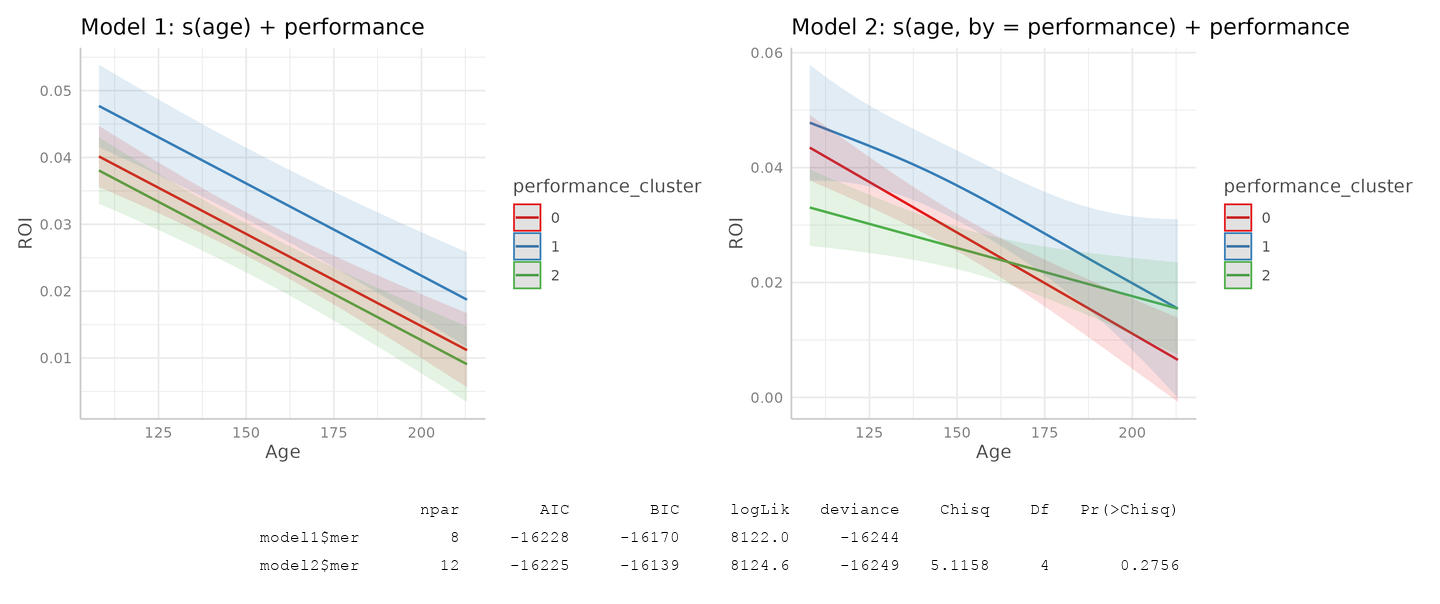 Model 1: s(age) + performance
0.05
0.04
0.03
0.02
0.01
ROI
125 150 175 200
Age
performance_cluster
0
1
2
Model 2: s(age, by = performance) + performance
0.06
0.04
0.02
0.00
ROI
125 150 175 200
Age
performance_cluster
0
1
2
npar AIC BIC logLik deviance Chisq Df Pr(>Chisq)
model1$mer 8 -16228 -16170 8122.0 -16244
model2$mer 12 -16225 -16139 8124.6 -16249 5.1158 4 0.2756